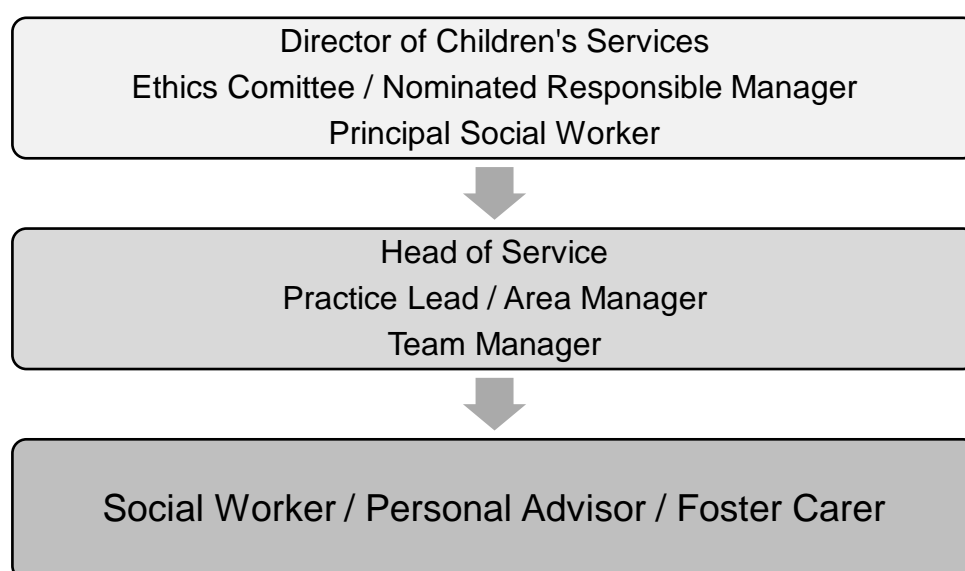 Director of Children's Services
Ethics Comittee / Nominated Responsible Manager
Principal Social Worker
Head of Service
Practice Lead / Area Manager
Team Manager
Social Worker / Personal Advisor / Foster Carer